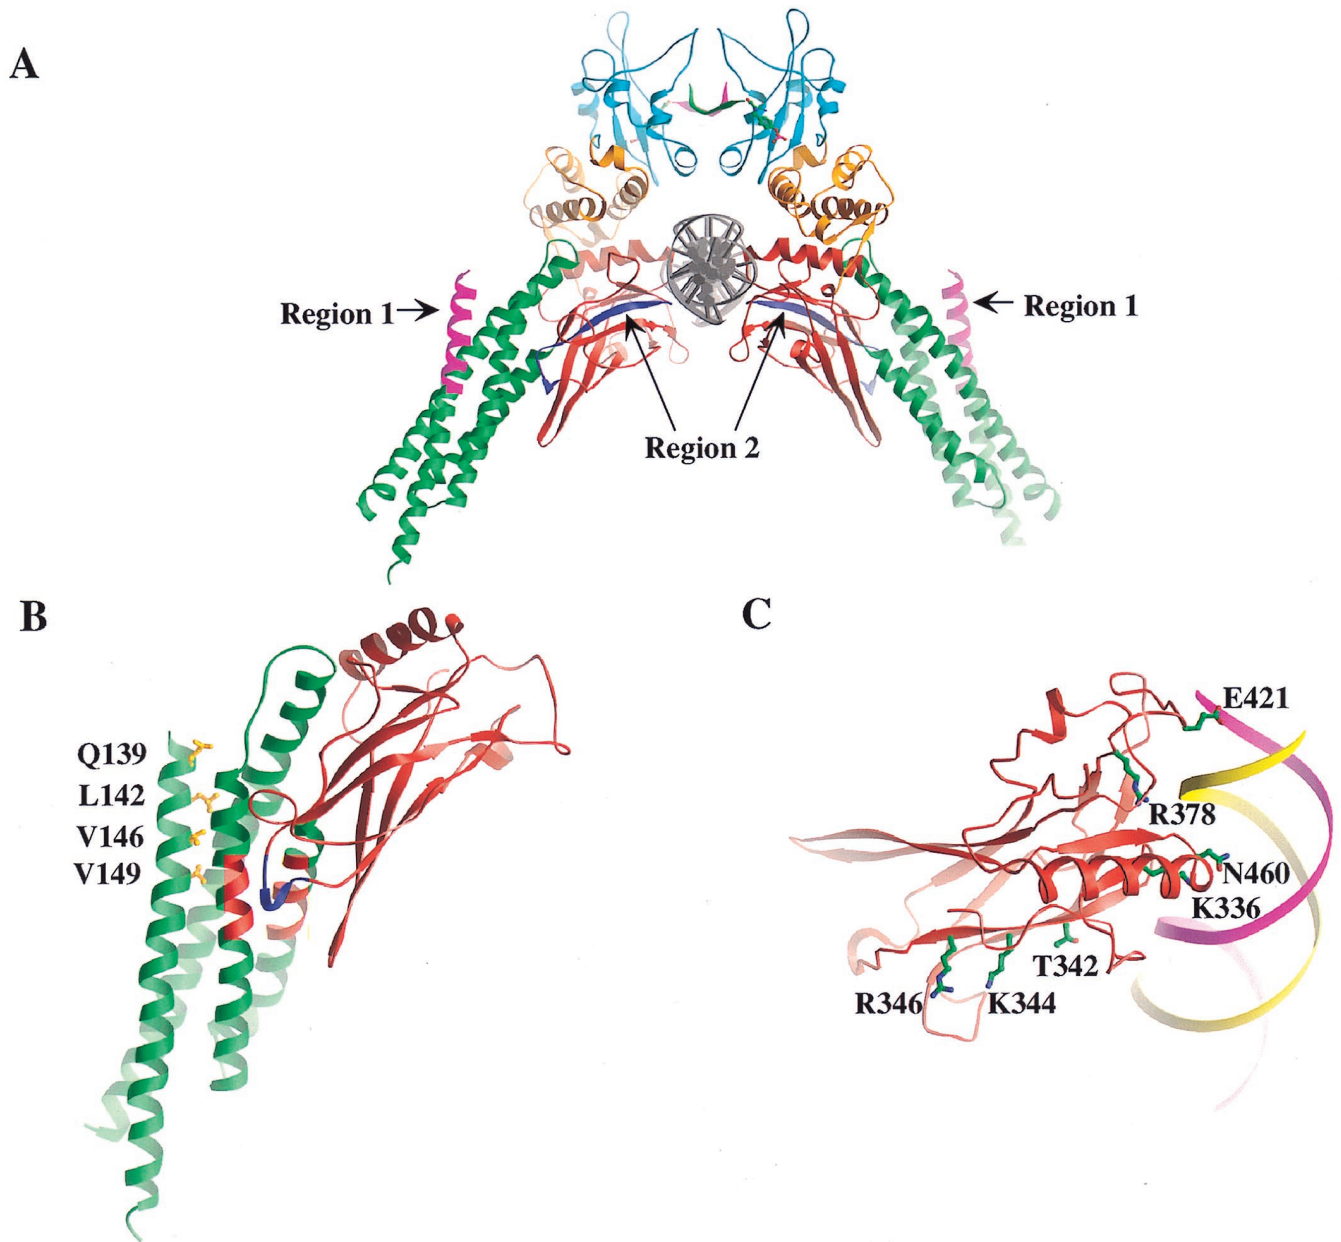 A
Region 1
Region 1
Region 2
B
C
Q139
L142
V146
V149
E421
R378
N460
K336
T342
R346
K344